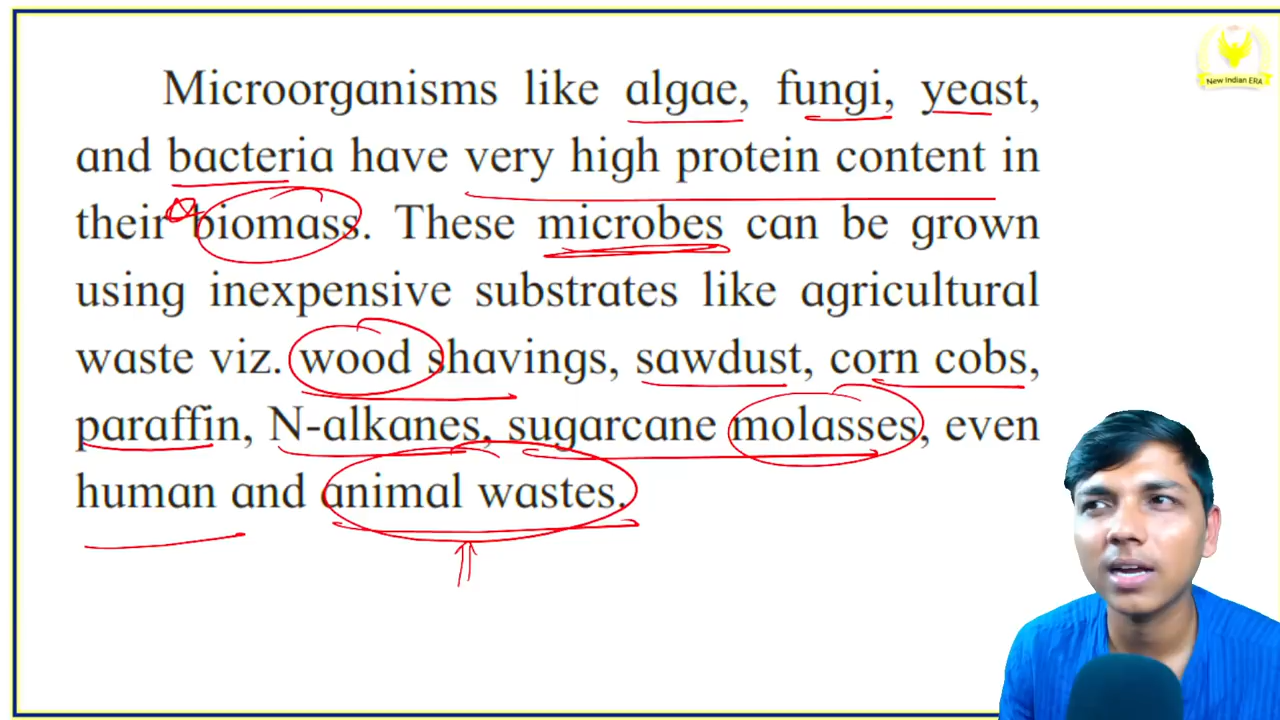 New Indian ERA
Microorganisms like algae, fungi, yeast,
and bacteria have very high protein content in
their biomass. These microbes can be grown
using inexpensive substrates like agricultural
waste viz. wood shavings, sawdust, corn cobs,
paraffin, N-alkanes, sugarcane molasses, even
human and animal wastes.